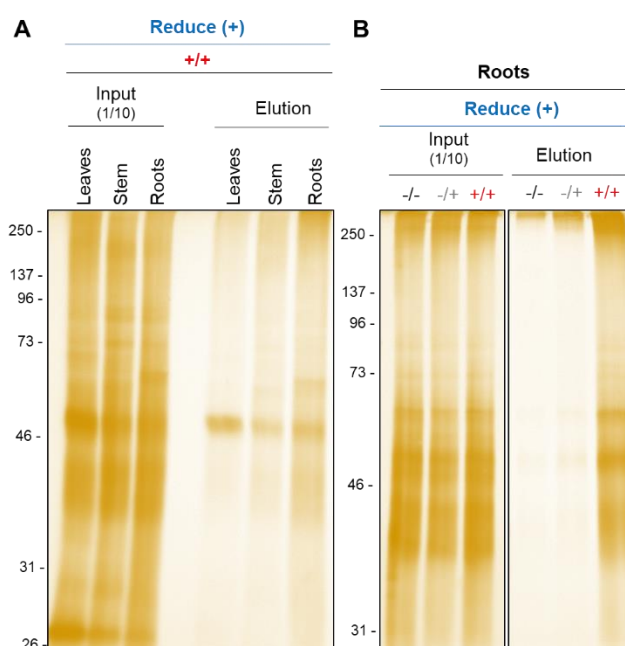 A
Reduce (+)
+/+
Input
(1/10)
Elution
Leaves
Stem
Roots
Leaves
Stem
Roots
250 -
137 -
96 -
73 -
46 -
31 -
26 -
B
Roots
Reduce (+)
Input
(1/10)
Elution
-/- -/+ +/+ -/- -/+ +/+
250 -
137 -
96 -
73 -
46 -
31 -